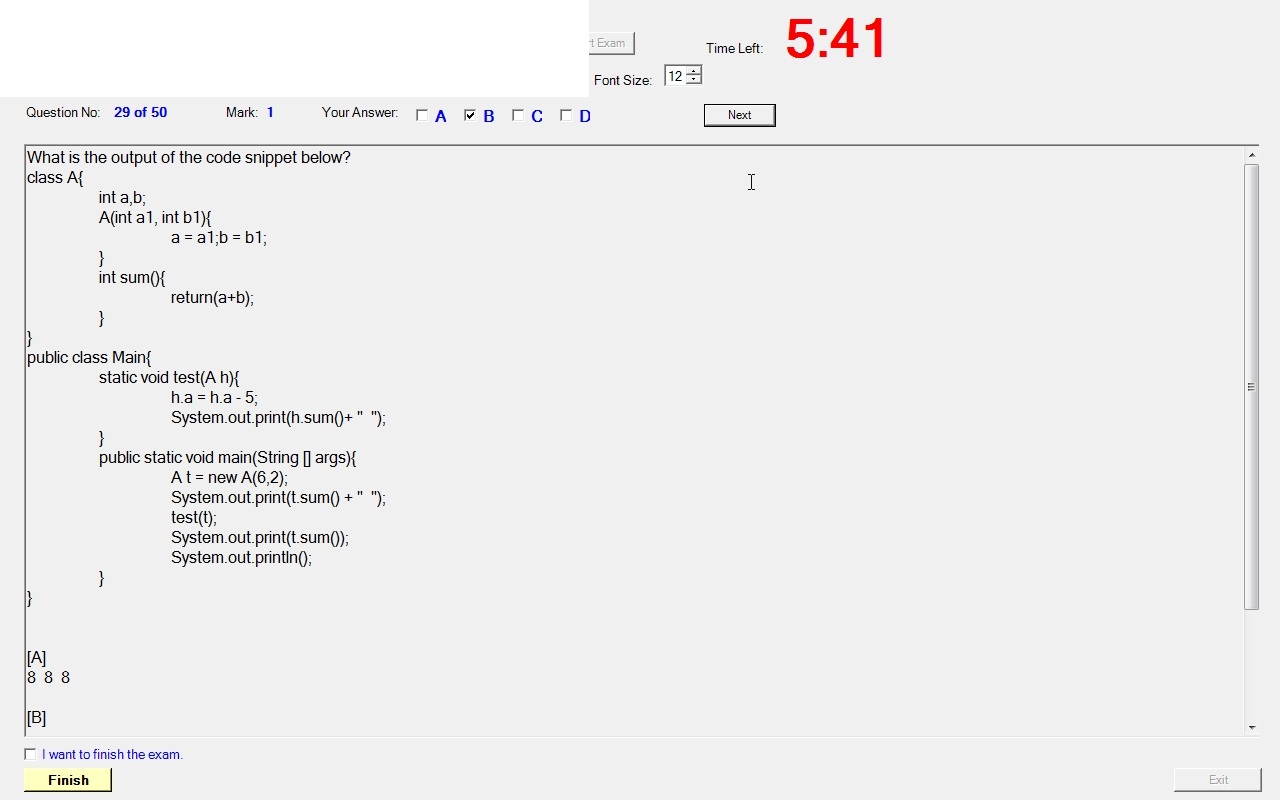 t Exam
Time Left: 5:41
Font Size: 12
Question No: 29 of 50 Mark: 1 Your Answer: A B C D Next
What is the output of the code snippet below?
class A{
int a,b;
A(int a1, int b1){
a = a1;b = b1;
}
int sum(){
return(a+b);
}
}
public class Main{
static void test(A h){
h.a = h.a - 5;
System.out.print(h.sum()+ "  ");
}
public static void main(String [] args){
A t = new A(6,2);
System.out.print(t.sum() + "  ");
test(t);
System.out.print(t.sum());
System.out.println();
}
}
[A]
8  8  8
[B]
I want to finish the exam.
Finish
Exit